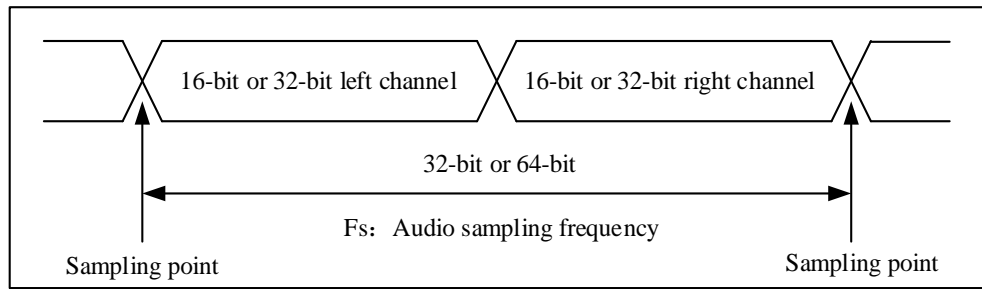 16-bit or 32-bit left channel
16-bit or 32-bit right channel
32-bit or 64-bit
Fs：Audio sampling frequency
Sampling point
Sampling point